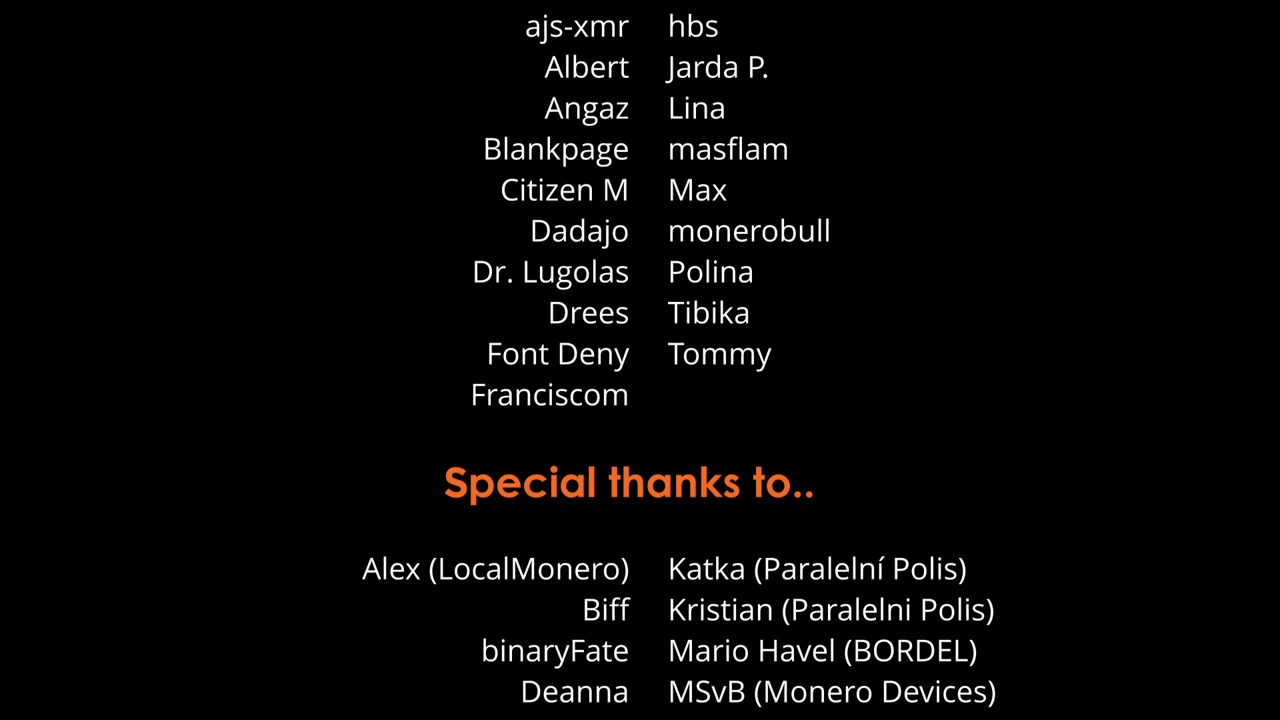 ajs-xmr hbs
Albert Jarda P.
Angaz Lina
Blankpage masflam
Citizen M Max
Dadajo monerobull
Dr. Lugolas Polina
Drees Tibika
Font Deny Tommy
Franciscom
Special thanks to..
Alex (LocalMonero) Katka (Paralelní Polis)
Biff Kristian (Paralelni Polis)
binaryFate Mario Havel (BORDEL)
Deanna MSvB (Monero Devices)